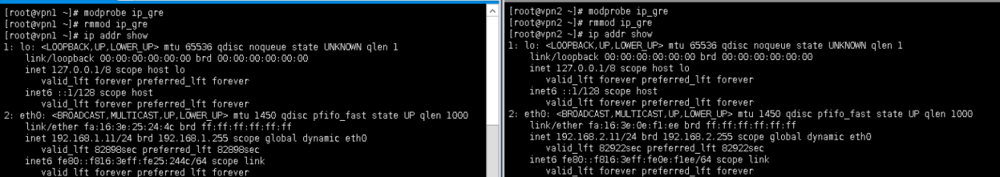 [root@vpn1 ~]# modprobe ip_gre
[root@vpn1 ~]# rmmod ip_gre
[root@vpn1 ~]# ip addr show
1: lo: <LOOPBACK,UP,LOWER_UP> mtu 65536 qdisc noqueue state UNKNOWN qlen 1
    link/loopback 00:00:00:00:00:00 brd 00:00:00:00:00:00
    inet 127.0.0.1/8 scope host lo
       valid_lft forever preferred_lft forever
    inet6 ::1/128 scope host
       valid_lft forever preferred_lft forever
2: eth0: <BROADCAST,MULTICAST,UP,LOWER_UP> mtu 1450 qdisc pfifo_fast state UP qlen 1000
    link/ether fa:16:3e:25:24:4c brd ff:ff:ff:ff:ff:ff
    inet 192.168.1.11/24 brd 192.168.1.255 scope global dynamic eth0
       valid_lft 82898sec preferred_lft 82898sec
    inet6 fe80::f816:3eff:fe25:244c/64 scope link
       valid_lft forever preferred_lft forever
[root@vpn2 ~]# modprobe ip_gre
[root@vpn2 ~]# rmmod ip_gre
[root@vpn2 ~]# ip addr show
1: lo: <LOOPBACK,UP,LOWER_UP> mtu 65536 qdisc noqueue state UNKNOWN qlen 1
    link/loopback 00:00:00:00:00:00 brd 00:00:00:00:00:00
    inet 127.0.0.1/8 scope host lo
       valid_lft forever preferred_lft forever
    inet6 ::1/128 scope host
       valid_lft forever preferred_lft forever
2: eth0: <BROADCAST,MULTICAST,UP,LOWER_UP> mtu 1450 qdisc pfifo_fast state UP qlen 1000
    link/ether fa:16:3e:0e:f1:ee brd ff:ff:ff:ff:ff:ff
    inet 192.168.2.11/24 brd 192.168.2.255 scope global dynamic eth0
       valid_lft 82922sec preferred_lft 82922sec
    inet6 fe80::f816:3eff:fe0e:f1ee/64 scope link
       valid_lft forever preferred_lft forever